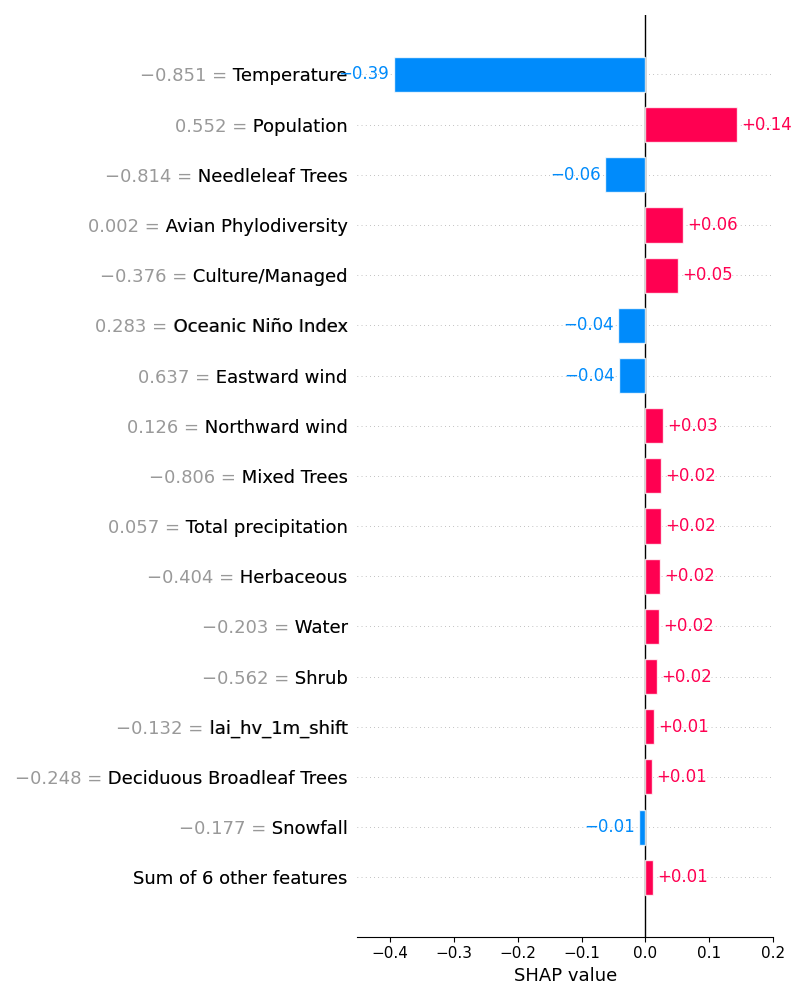 −0.851 = Temperature −0.39
0.552 = Population +0.14
−0.814 = Needleleaf Trees −0.06
0.002 = Avian Phylodiversity +0.06
−0.376 = Culture/Managed +0.05
0.283 = Oceanic Niño Index −0.04
0.637 = Eastward wind −0.04
0.126 = Northward wind +0.03
−0.806 = Mixed Trees +0.02
0.057 = Total precipitation +0.02
−0.404 = Herbaceous +0.02
−0.203 = Water +0.02
−0.562 = Shrub +0.02
−0.132 = lai_hv_1m_shift +0.01
−0.248 = Deciduous Broadleaf Trees +0.01
−0.177 = Snowfall −0.01
Sum of 6 other features +0.01
−0.4 −0.3 −0.2 −0.1 0.0 0.1 0.2
SHAP value